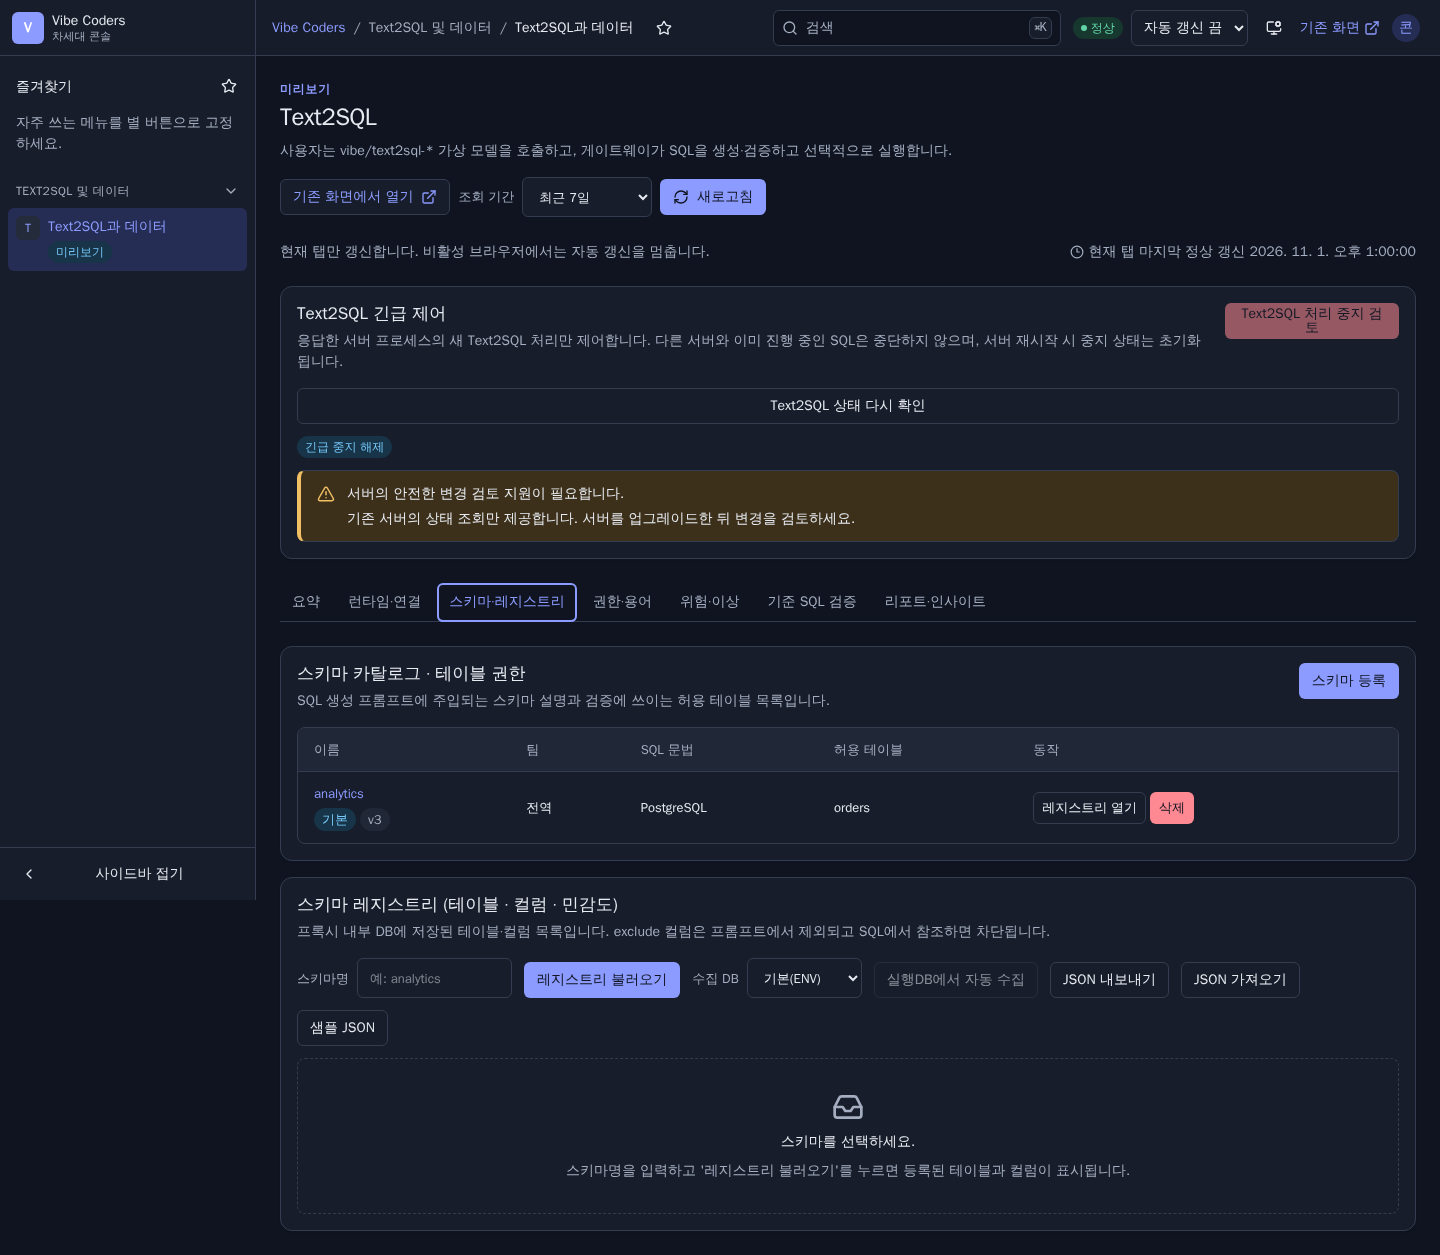 V
Vibe Coders
차세대 콘솔
Vibe Coders / Text2SQL 및 데이터 / Text2SQL과 데이터
검색
⌘K
정상
자동 갱신 끔
기존 화면
콘
즐겨찾기
자주 쓰는 메뉴를 별 버튼으로 고정
하세요.
TEXT2SQL 및 데이터
T
Text2SQL과 데이터
미리보기
사이드바 접기
미리보기
Text2SQL
사용자는 vibe/text2sql-* 가상 모델을 호출하고, 게이트웨이가 SQL을 생성·검증하고 선택적으로 실행합니다.
기존 화면에서 열기
조회 기간
최근 7일
새로고침
현재 탭만 갱신합니다. 비활성 브라우저에서는 자동 갱신을 멈춥니다.
현재 탭 마지막 정상 갱신 2026. 11. 1. 오후 1:00:00
Text2SQL 긴급 제어
응답한 서버 프로세스의 새 Text2SQL 처리만 제어합니다. 다른 서버와 이미 진행 중인 SQL은 중단하지 않으며, 서버 재시작 시 중지 상태는 초기화
됩니다.
Text2SQL 처리 중지 검
토
Text2SQL 상태 다시 확인
긴급 중지 해제
서버의 안전한 변경 검토 지원이 필요합니다.
기존 서버의 상태 조회만 제공합니다. 서버를 업그레이드한 뒤 변경을 검토하세요.
요약
런타임·연결
스키마·레지스트리
권한·용어
위험·이상
기준 SQL 검증
리포트·인사이트
스키마 카탈로그 · 테이블 권한
SQL 생성 프롬프트에 주입되는 스키마 설명과 검증에 쓰이는 허용 테이블 목록입니다.
스키마 등록
이름
팀
SQL 문법
허용 테이블
동작
analytics
기본
v3
전역
PostgreSQL
orders
레지스트리 열기
삭제
스키마 레지스트리 (테이블 · 컬럼 · 민감도)
프록시 내부 DB에 저장된 테이블·컬럼 목록입니다. exclude 컬럼은 프롬프트에서 제외되고 SQL에서 참조하면 차단됩니다.
스키마명
예: analytics
레지스트리 불러오기
수집 DB
기본(ENV)
실행DB에서 자동 수집
JSON 내보내기
JSON 가져오기
샘플 JSON
스키마를 선택하세요.
스키마명을 입력하고 '레지스트리 불러오기'를 누르면 등록된 테이블과 컬럼이 표시됩니다.